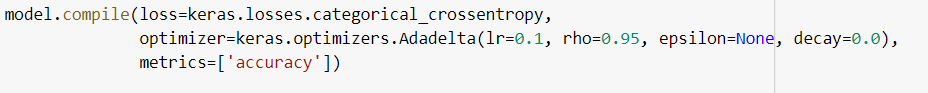 model.compile(loss=keras.losses.categorical_crossentropy,
              optimizer=keras.optimizers.Adadelta(lr=0.1, rho=0.95, epsilon=None, decay=0.0),
              metrics=['accuracy'])